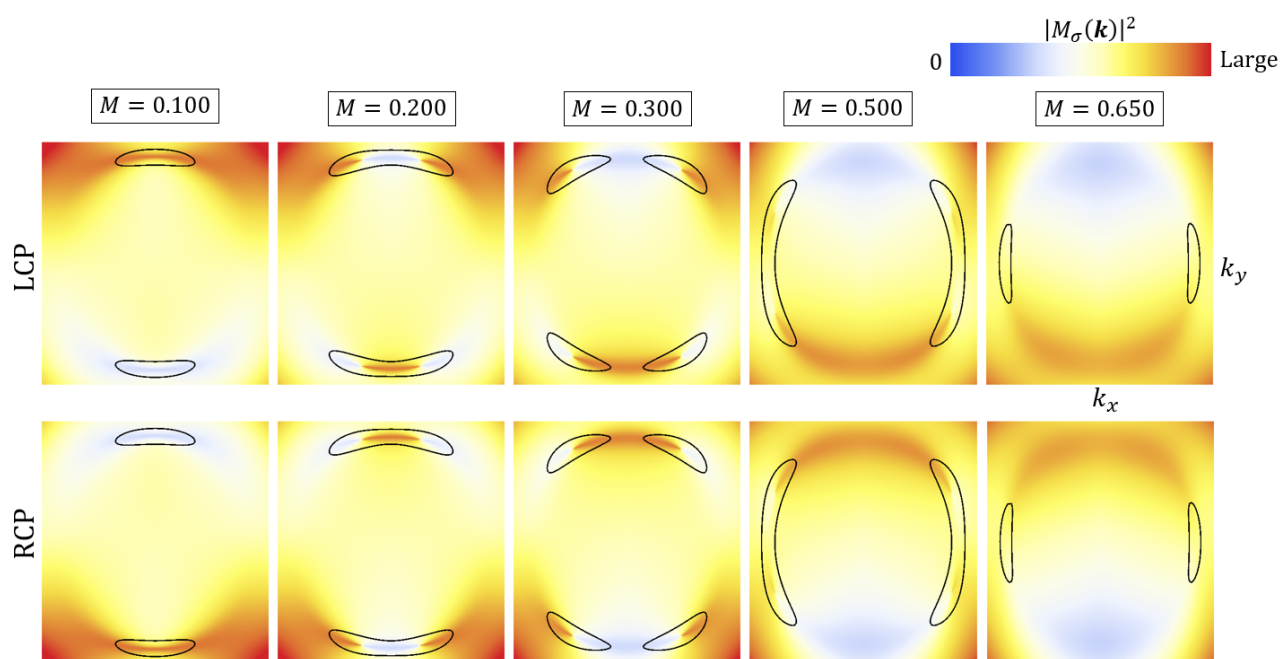 |M_σ(k)|²
0 Large
M = 0.100 M = 0.200 M = 0.300 M = 0.500 M = 0.650
LCP
k_y
k_x
RCP